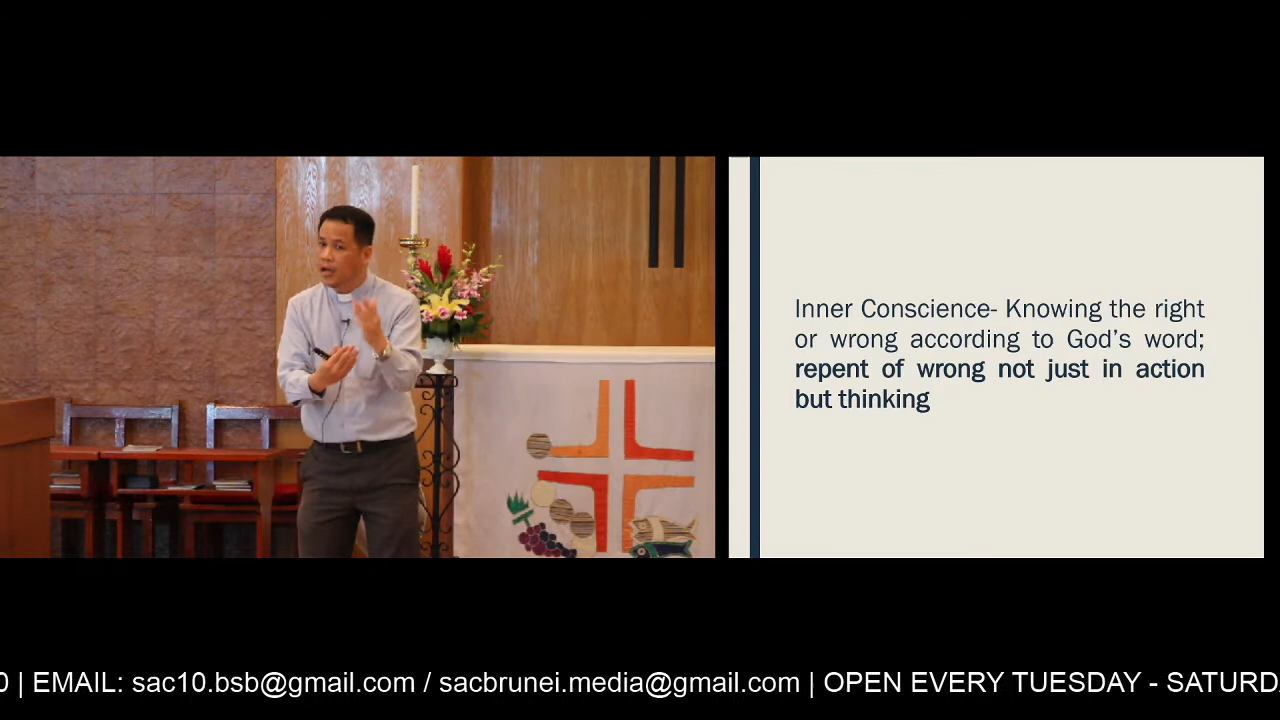 Inner Conscience- Knowing the right
or wrong according to God's word;
repent of wrong not just in action
but thinking
0 | EMAIL: sac10.bsb@gmail.com / sacbrunei.media@gmail.com | OPEN EVERY TUESDAY - SATURD